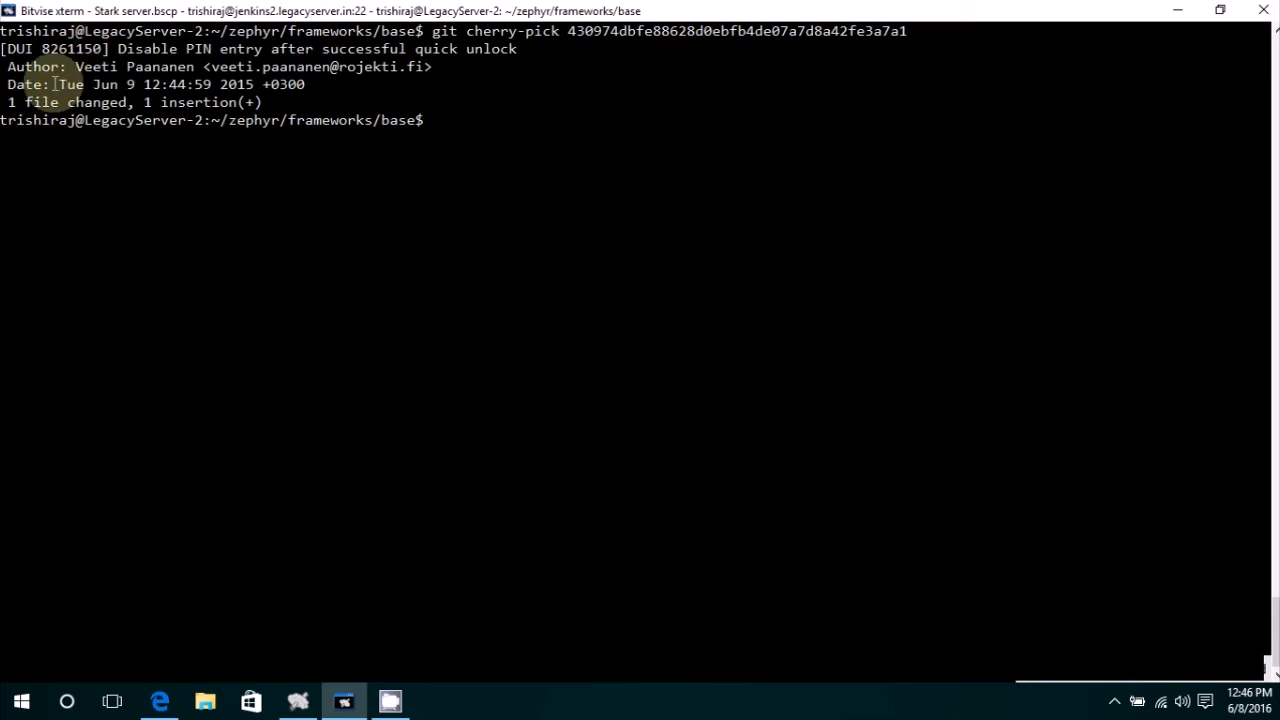 Bitvise xterm - Stark server.bscp - trishiraj@jenkins2.legacyserver.in:22 - trishiraj@LegacyServer-2: ~/zephyr/frameworks/base
trishiraj@LegacyServer-2:~/zephyr/frameworks/base$ git cherry-pick 430974dbfe88628d0ebfb4de07a7d8a42fe3a7a1
[DUI 8261150] Disable PIN entry after successful quick unlock
Author: Veeti Paananen <veeti.paananen@rojekti.fi>
Date: Tue Jun 9 12:44:59 2015 +0300
1 file changed, 1 insertion(+)
trishiraj@LegacyServer-2:~/zephyr/frameworks/base$
12:46 PM
6/8/2016